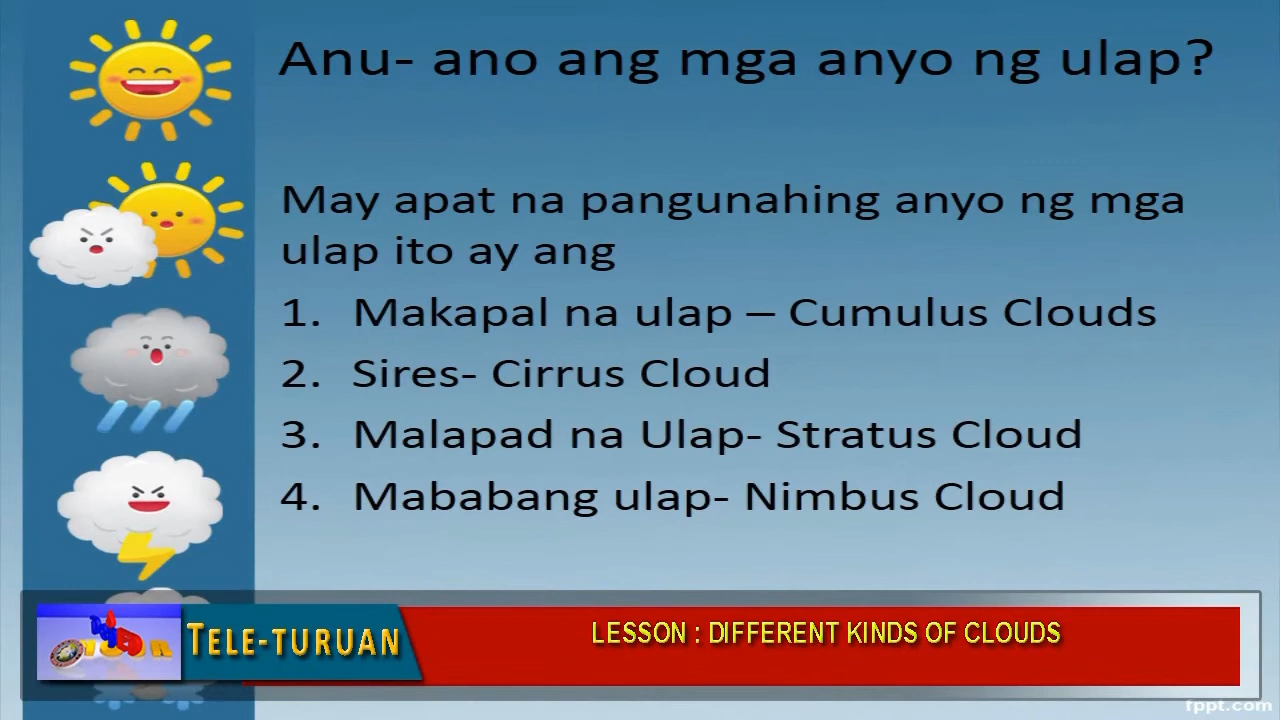 Anu- ano ang mga anyo ng ulap?
May apat na pangunahing anyo ng mga
ulap ito ay ang
1. Makapal na ulap – Cumulus Clouds
2. Sires- Cirrus Cloud
3. Malapad na Ulap- Stratus Cloud
4. Mababang ulap- Nimbus Cloud
TELE-TURUAN
LESSON : DIFFERENT KINDS OF CLOUDS
fppt.com